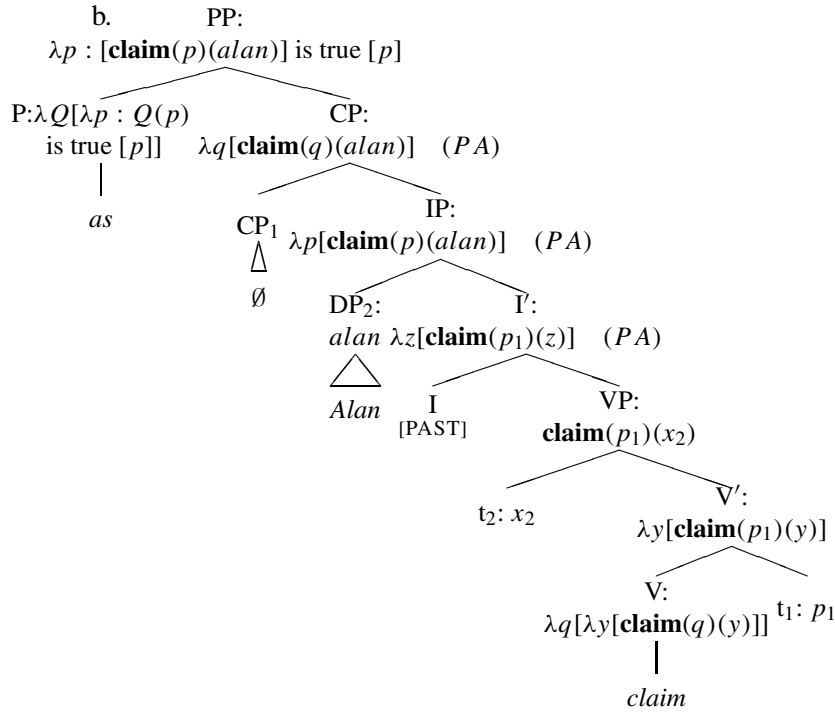 b. PP:
λp : [claim(p)(alan)] is true [p]
P:λQ[λp : Q(p) CP:
is true [p]] λq[claim(q)(alan)] (PA)
as CP₁ IP:
λp[claim(p)(alan)] (PA)
∅ DP₂: I′:
alan λz[claim(p₁)(z)] (PA)
Alan I VP:
[PAST] claim(p₁)(x₂)
t₂: x₂ V′:
λy[claim(p₁)(y)]
V: t₁: p₁
λq[λy[claim(q)(y)]]
claim